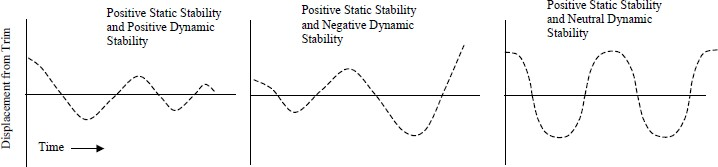 Displacement from Trim
Positive Static Stability
and Positive Dynamic
Stability
Time
Positive Static Stability
and Negative Dynamic
Stability
Positive Static Stability
and Neutral Dynamic
Stability